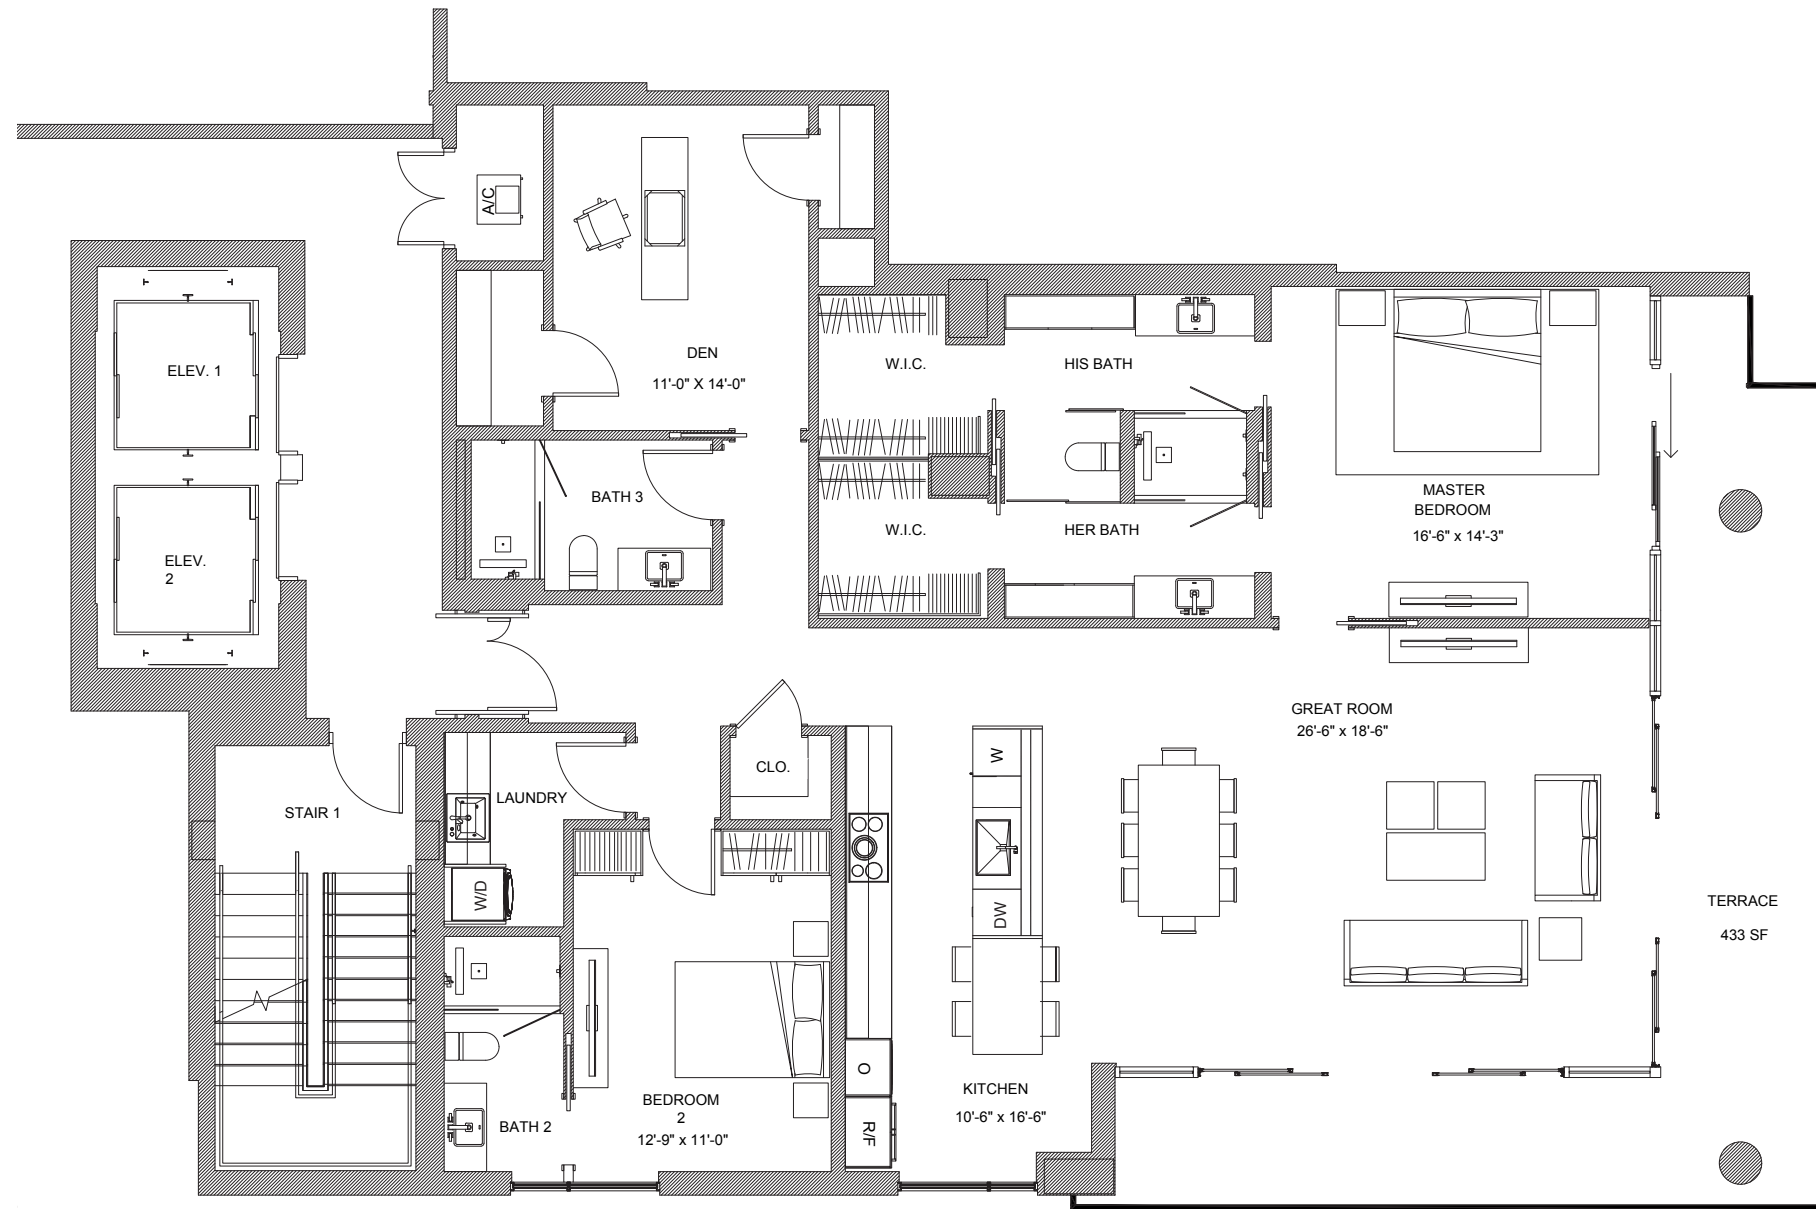 A/C
ELEV. 1
DEN
11'-0" X 14'-0"
W.I.C.
HIS BATH
BATH 3
MASTER
BEDROOM
16'-6" x 14'-3"
W.I.C.
HER BATH
ELEV.
2
GREAT ROOM
26'-6" x 18'-6"
CLO.
W
LAUNDRY
STAIR 1
W/D
DW
TERRACE
433 SF
O
KITCHEN
10'-6" x 16'-6"
BEDROOM
2
12'-9" x 11'-0"
BATH 2
R/F